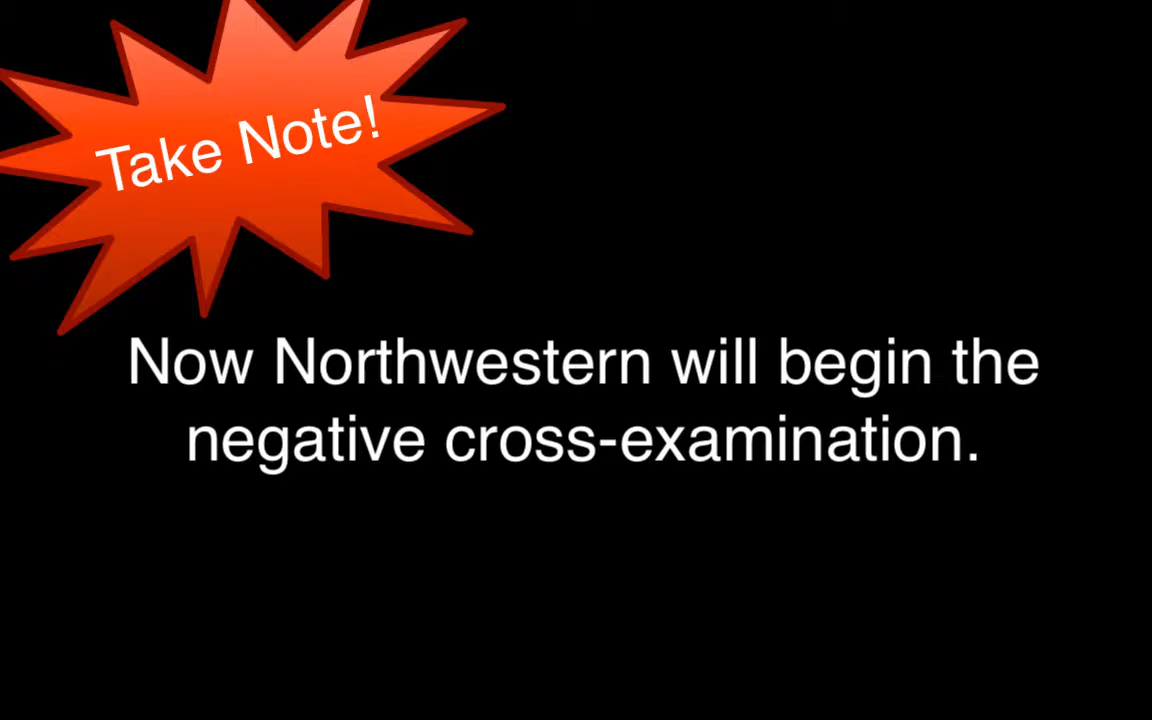 Take Note!
Now Northwestern will begin the
negative cross-examination.